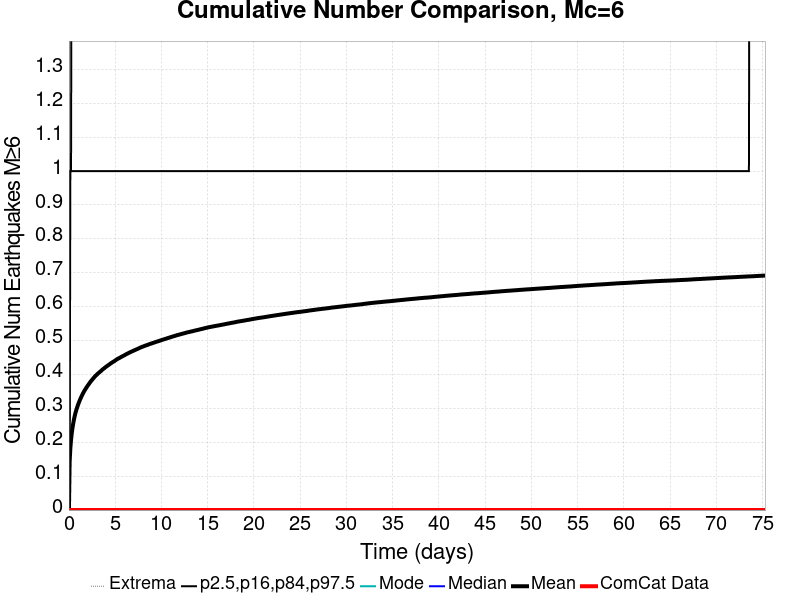 Cumulative Number Comparison, Mc=6
Cumulative Num Earthquakes M≥6
1.3
1.2
1.1
1
0.9
0.8
0.7
0.6
0.5
0.4
0.3
0.2
0.1
0
0 5 10 15 20 25 30 35 40 45 50 55 60 65 70 75
Time (days)
Extrema p2.5,p16,p84,p97.5 Mode Median Mean ComCat Data